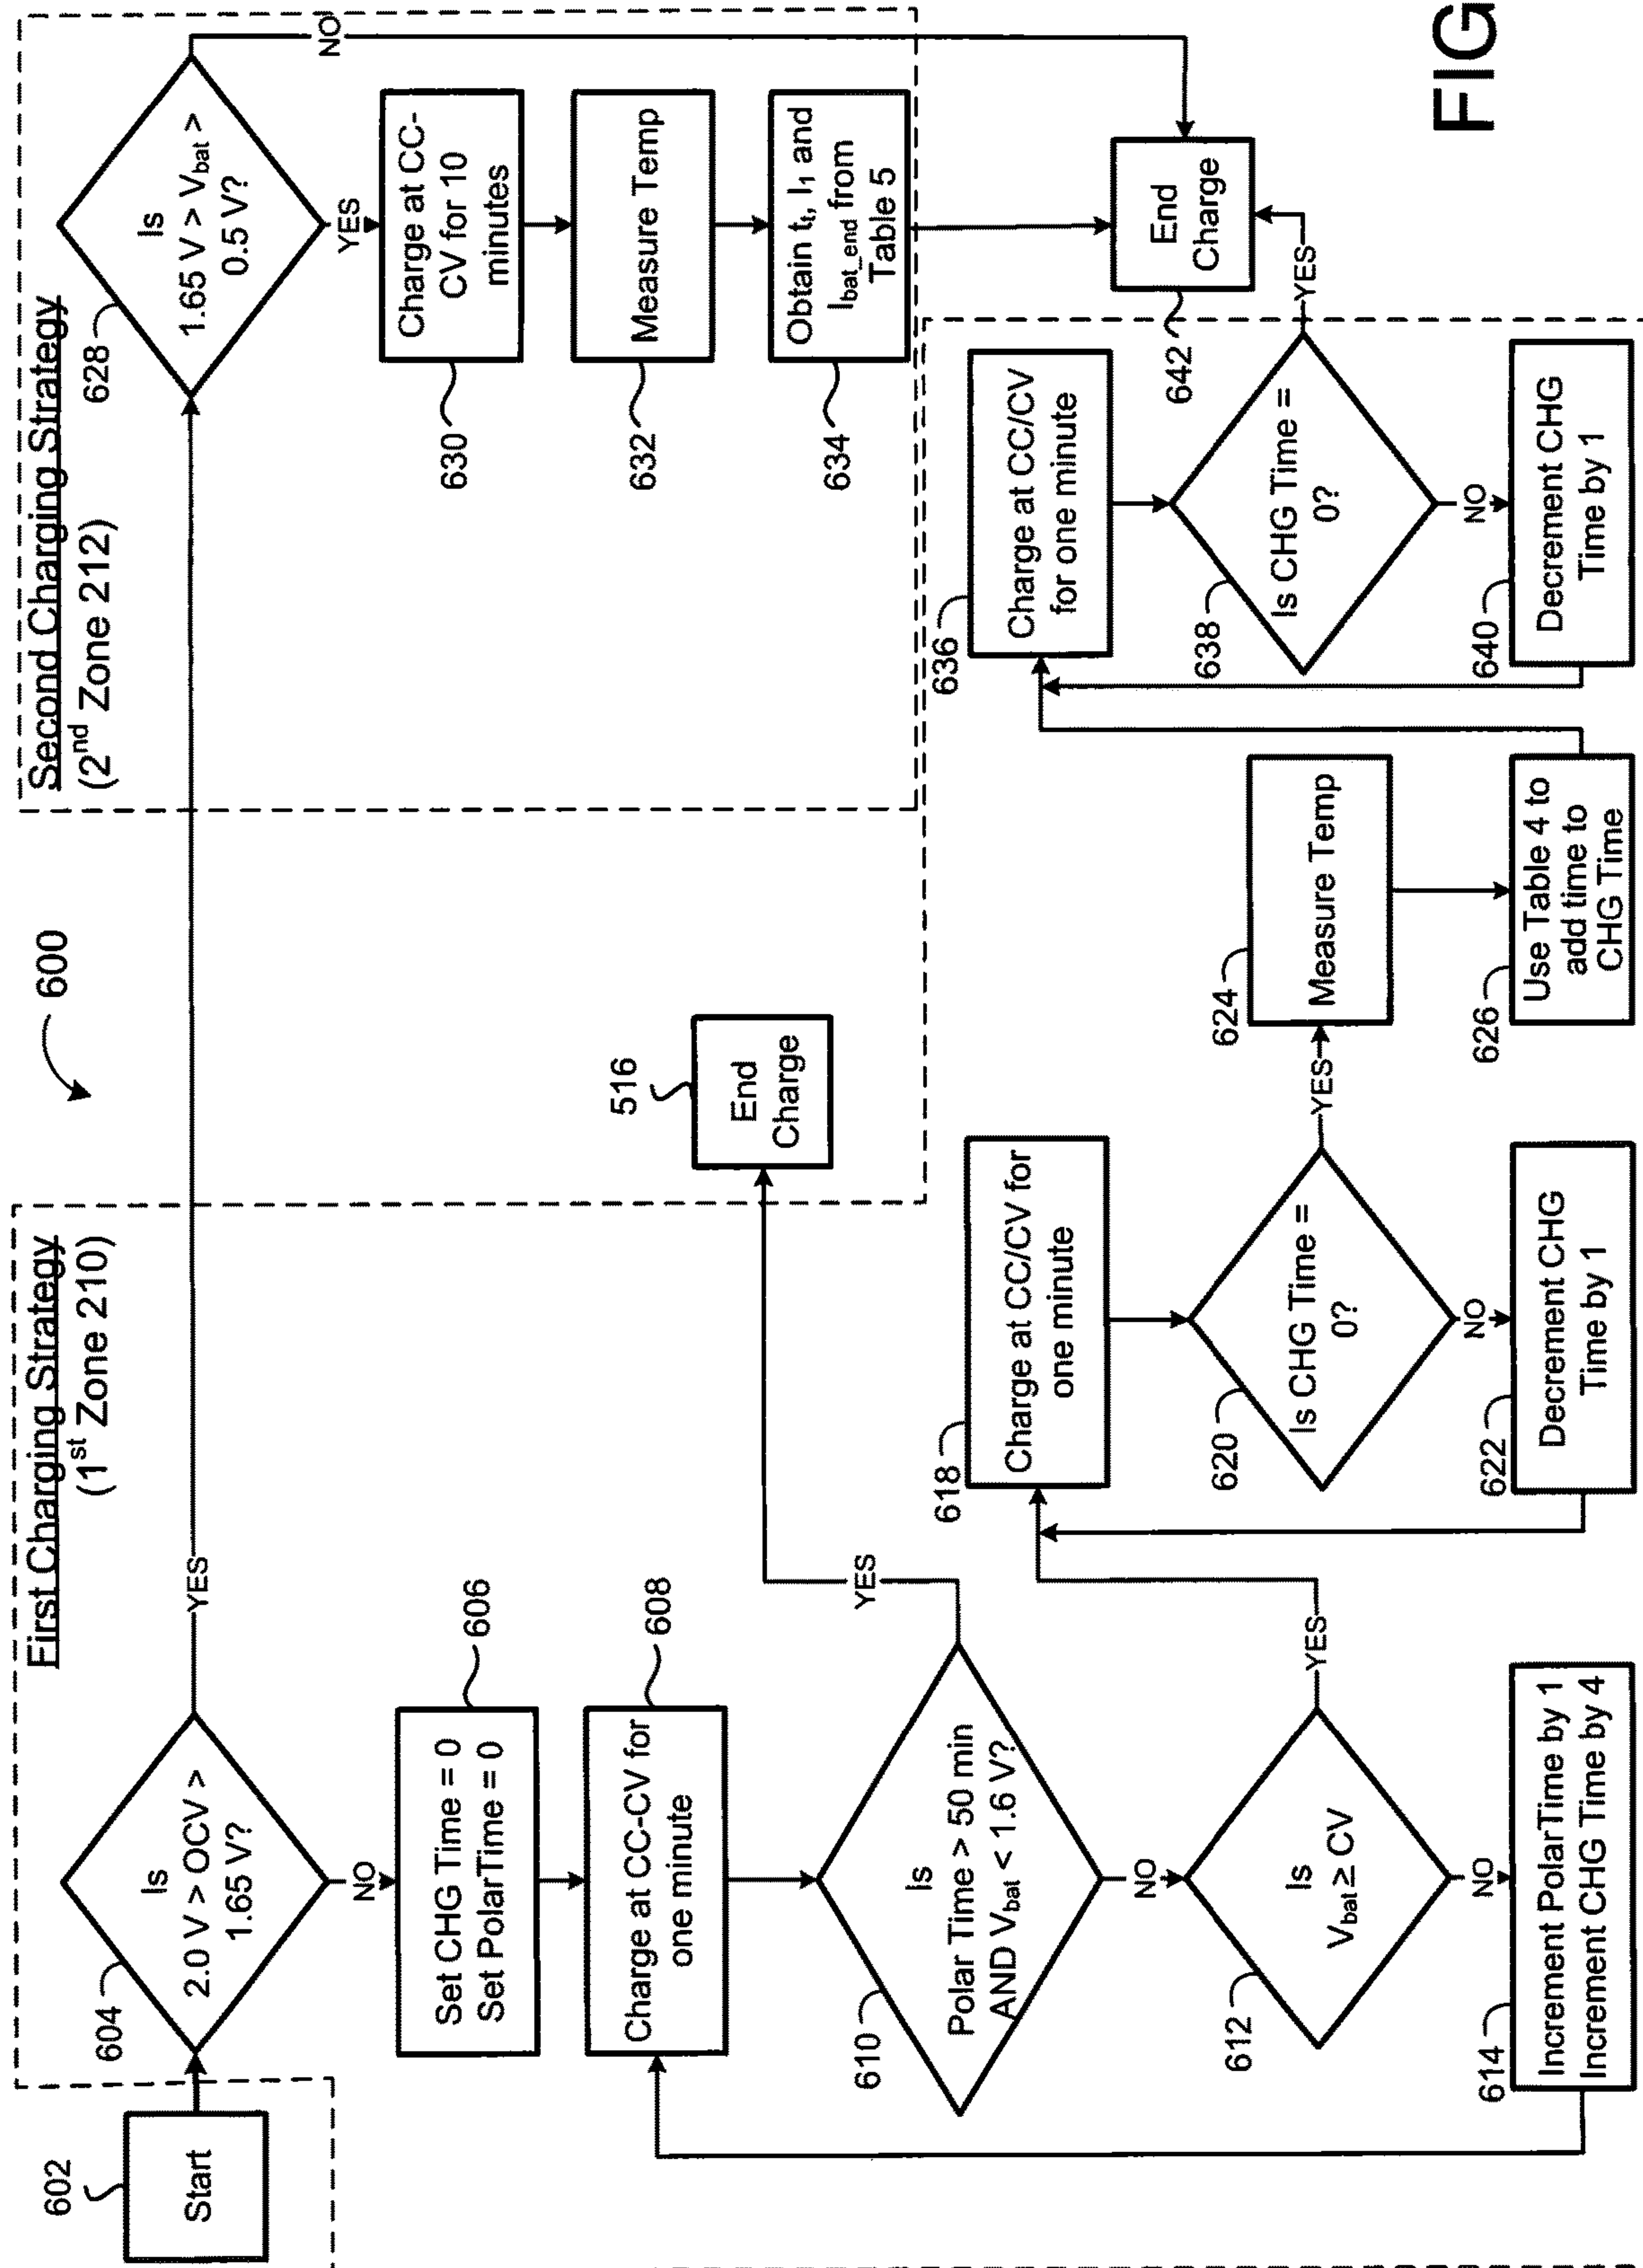 600
602
Start
First Charging Strategy
(1st Zone 210)
604
Is
2.0 V > OCV >
1.65 V?
YES
NO
606
Set CHG Time = 0
Set PolarTime = 0
608
Charge at CC-CV for
one minute
610
Is
Polar Time > 50 min
AND Vbat < 1.6 V?
YES
NO
516
End
Charge
612
Is
Vbat ≥ CV
YES
NO
614
Increment PolarTime by 1
Increment CHG Time by 4
618
Charge at CC/CV for
one minute
620
Is CHG Time =
0?
YES
NO
622
Decrement CHG
Time by 1
624
Measure Temp
626
Use Table 4 to
add time to
CHG Time
Second Charging Strategy
(2nd Zone 212)
628
Is
1.65 V > Vbat >
0.5 V?
NO
YES
630
Charge at CC-
CV for 10
minutes
632
Measure Temp
634
Obtain tt, I1 and
Ibat_end from
Table 5
636
Charge at CC/CV
for one minute
638
Is CHG Time =
0?
YES
NO
640
Decrement CHG
Time by 1
642
End
Charge
FIG